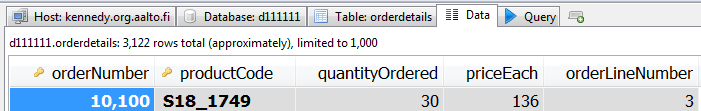 Host: kennedy.org.aalto.fi Database: d111111 Table: orderdetails Data Query
d111111.orderdetails: 3,122 rows total (approximately), limited to 1,000
orderNumber productCode quantityOrdered priceEach orderLineNumber
10,100 S18_1749 30 136 3